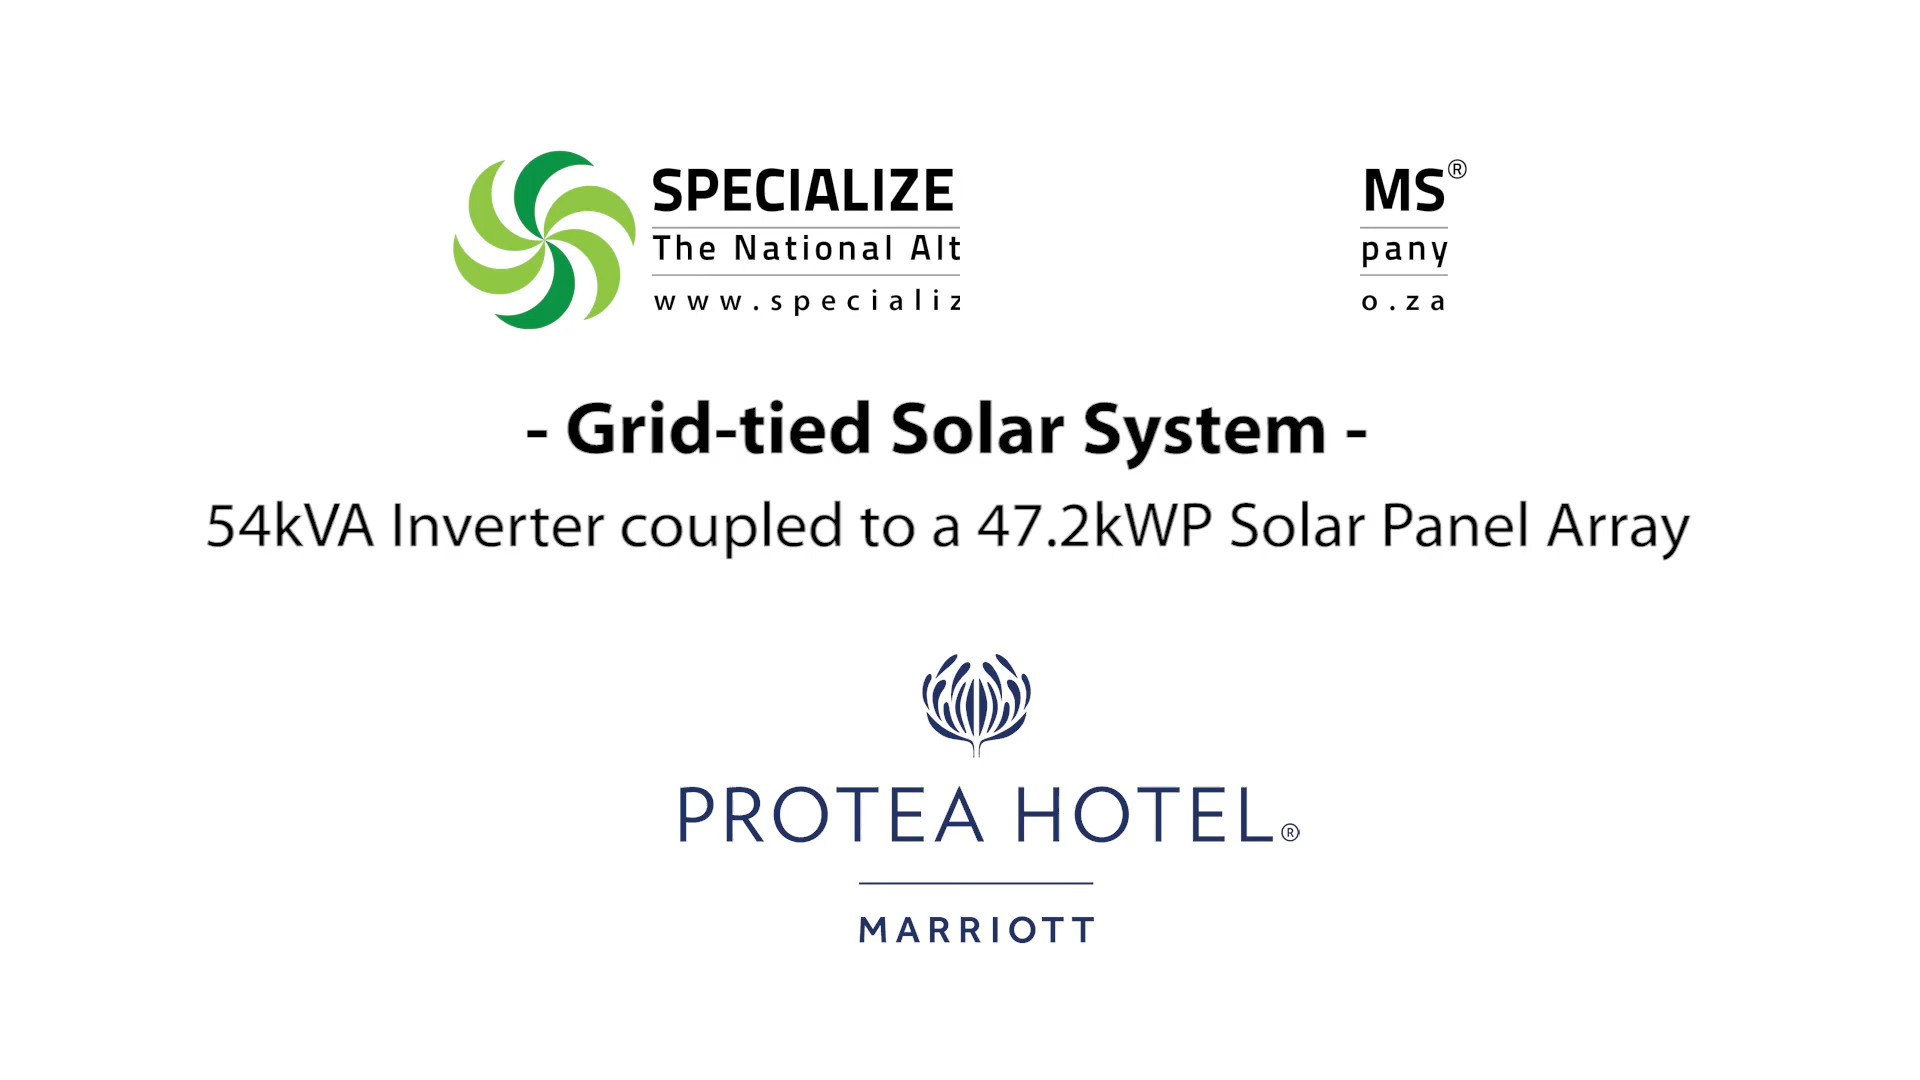 SPECIALIZE MS®
The National Alt pany
www.specializ o.za
- Grid-tied Solar System -
54kVA Inverter coupled to a 47.2kWP Solar Panel Array
PROTEA HOTEL®
MARRIOTT